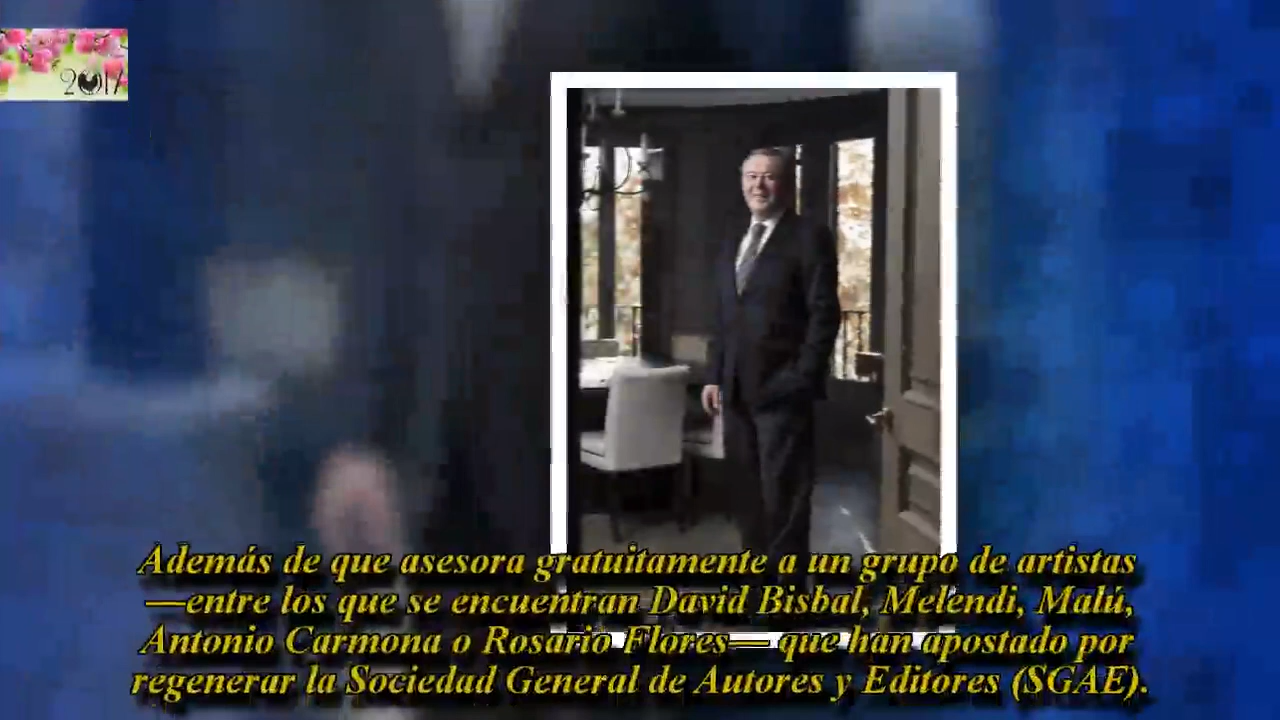 2017
Además de que asesora gratuitamente a un grupo de artistas
—entre los que se encuentran David Bisbal, Melendi, Malú,
Antonio Carmona o Rosario Flores— que han apostado por
regenerar la Sociedad General de Autores y Editores (SGAE).